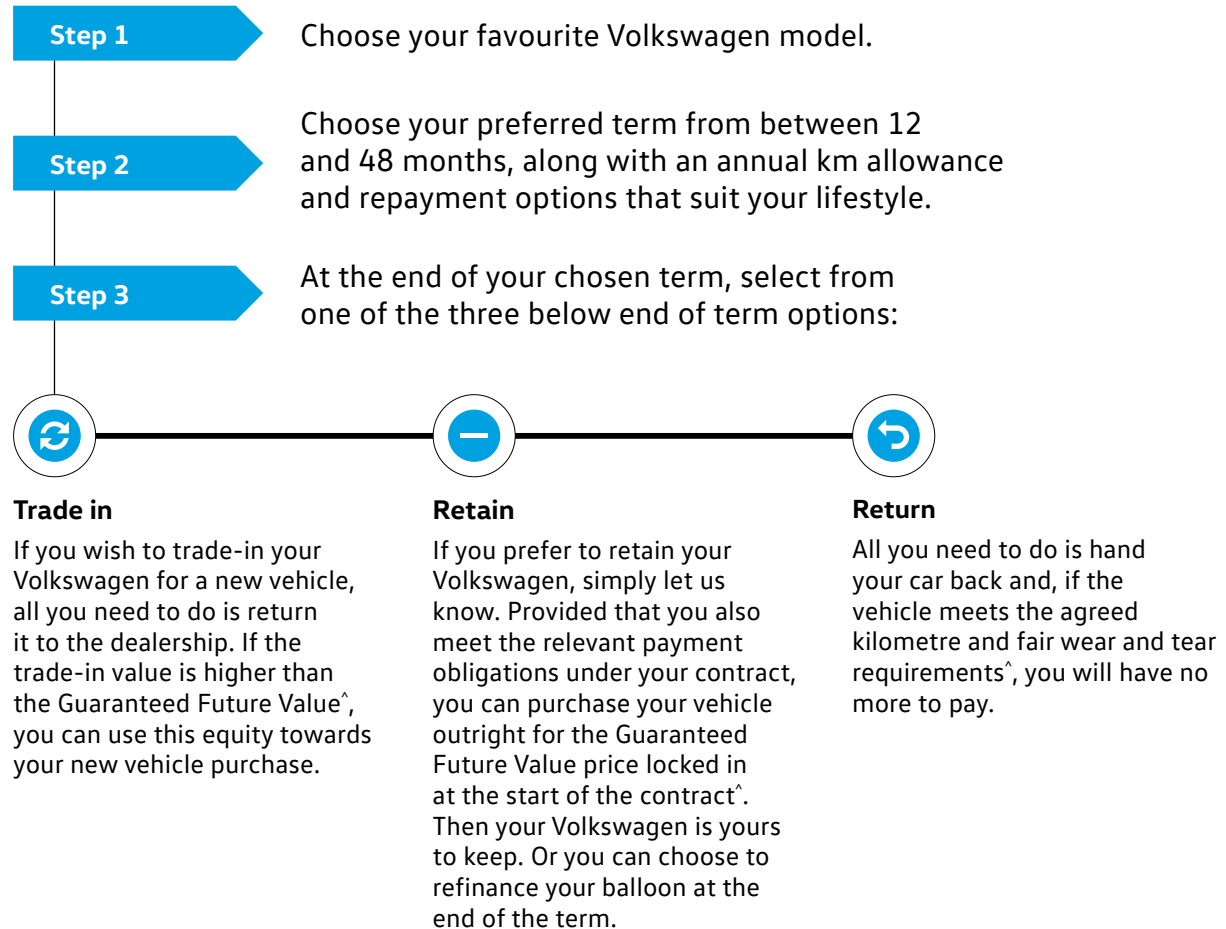 Step 1
Choose your favourite Volkswagen model.
Step 2
Choose your preferred term from between 12
and 48 months, along with an annual km allowance
and repayment options that suit your lifestyle.
Step 3
At the end of your chosen term, select from
one of the three below end of term options:
Trade in
If you wish to trade-in your
Volkswagen for a new vehicle,
all you need to do is return
it to the dealership. If the
trade-in value is higher than
the Guaranteed Future Value^,
you can use this equity towards
your new vehicle purchase.
Retain
If you prefer to retain your
Volkswagen, simply let us
know. Provided that you also
meet the relevant payment
obligations under your contract,
you can purchase your vehicle
outright for the Guaranteed
Future Value price locked in
at the start of the contract^.
Then your Volkswagen is yours
to keep. Or you can choose to
refinance your balloon at the
end of the term.
Return
All you need to do is hand
your car back and, if the
vehicle meets the agreed
kilometre and fair wear and tear
requirements^, you will have no
more to pay.